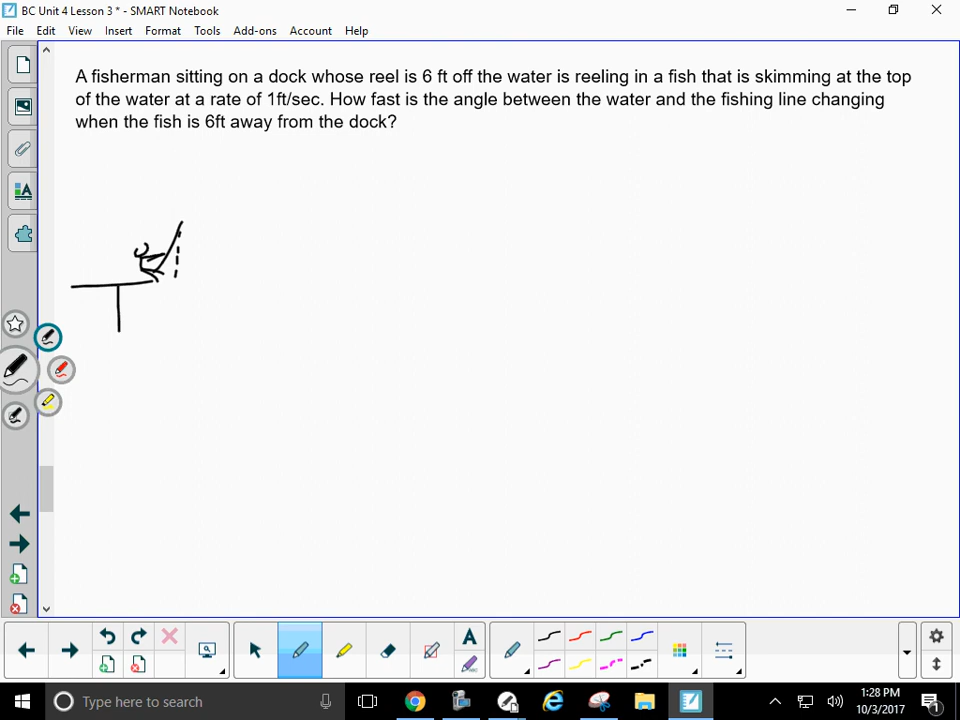 BC Unit 4 Lesson 3 * - SMART Notebook
File Edit View Insert Format Tools Add-ons Account Help
A fisherman sitting on a dock whose reel is 6 ft off the water is reeling in a fish that is skimming at the top
of the water at a rate of 1ft/sec. How fast is the angle between the water and the fishing line changing
when the fish is 6ft away from the dock?
A
A
Type here to search
1:28 PM
10/3/2017
1